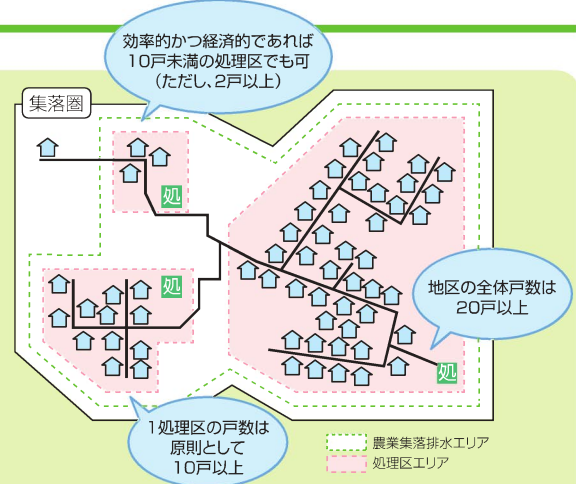 効率的かつ経済的であれば
10戸未満の処理区でも可
（ただし、2戸以上）
集落圏
処
処
地区の全体戸数は
20戸以上
処
1処理区の戸数は
原則として
10戸以上
農業集落排水エリア
処理区エリア